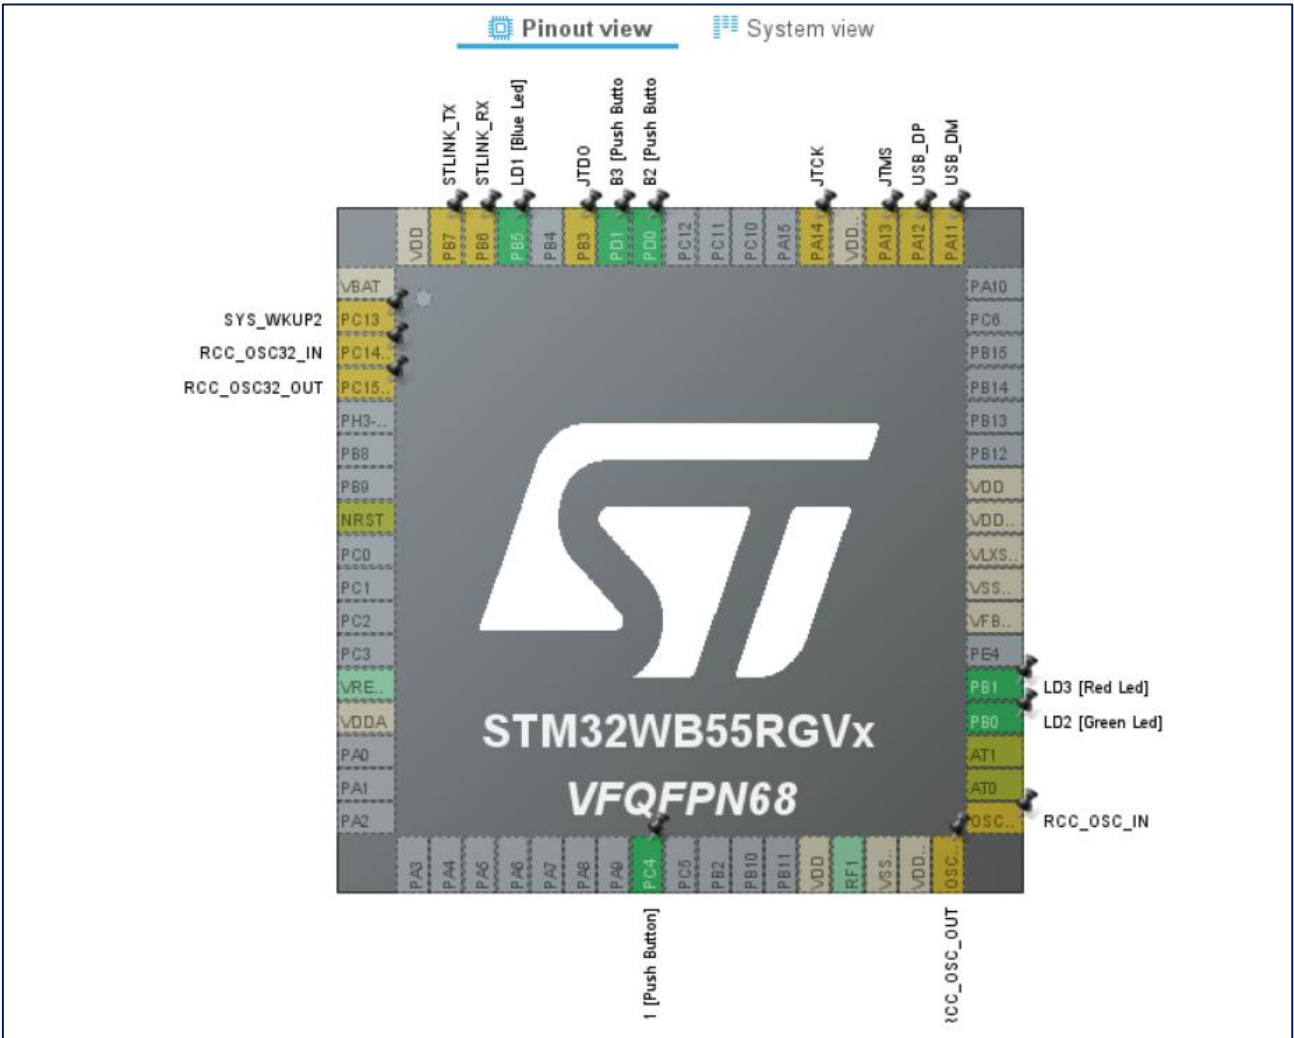 Pinout view
System view
STLINK_TX
STLINK_RX
LD1 [Blue Led]
JTDO
B3 [Push Butto
B2 [Push Butto
JTCK
JTMS
USB_DP
USB_DM
VDD
PB7
PB6
PB5
PB4
PB3
PD1
PD0
PC12
PC11
PC10
PA15
PA14
VDD..
PA13
PA12
PA11
VBAT
SYS_WKUP2
PC13
RCC_OSC32_IN
PC14..
RCC_OSC32_OUT
PC15..
PH3-..
PB8
PB9
NRST
PC0
PC1
PC2
PC3
VRE..
VDDA
PA0
PA1
PA2
PA10
PC6
PB15
PB14
PB13
PB12
VDD
VDD..
VLXS..
VSS..
VFB..
PE4
PB1
LD3 [Red Led]
PB0
LD2 [Green Led]
AT1
AT0
OSC..
RCC_OSC_IN
ST
STM32WB55RGVx
VFQFPN68
PA3
PA4
PA5
PA6
PA7
PA8
PA9
PC4
PC5
PB2
PB10
PB11
VDD
RF1
VSS..
VDD..
OSC..
1 [Push Button]
RCC_OSC_OUT